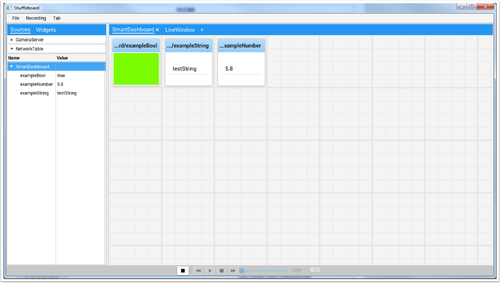 Shuffleboard
File Recording Tab
Sources Widgets
CameraServer
NetworkTable
Name Value
SmartDashboard
exampleBool true
exampleNumber 5.8
exampleString testString
SmartDashboard LiveWindow +
...rd/exampleBool .../exampleString ...xampleNumber
testString 5.8